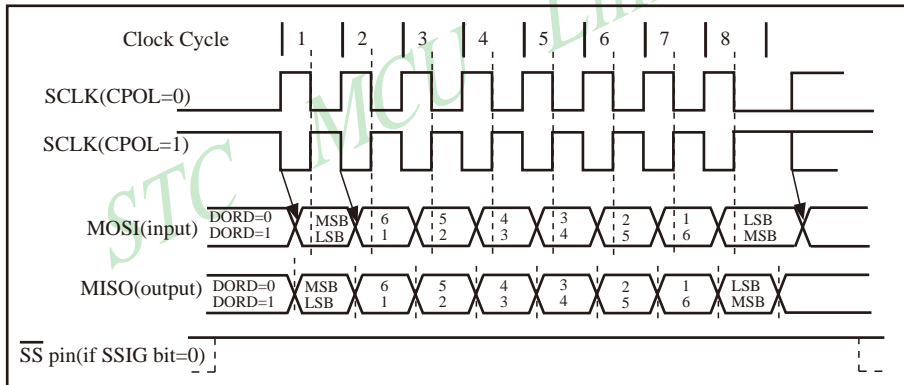 Clock Cycle 1 2 3 4 5 6 7 8
SCLK(CPOL=0)
SCLK(CPOL=1)
MOSI(input) DORD=0 MSB 6 5 4 3 2 1 LSB
DORD=1 LSB 1 2 3 4 5 6 MSB
MISO(output) DORD=0 MSB 6 5 4 3 2 1 LSB
DORD=1 LSB 1 2 3 4 5 6 MSB
SS pin(if SSIG bit=0)
STC MCU